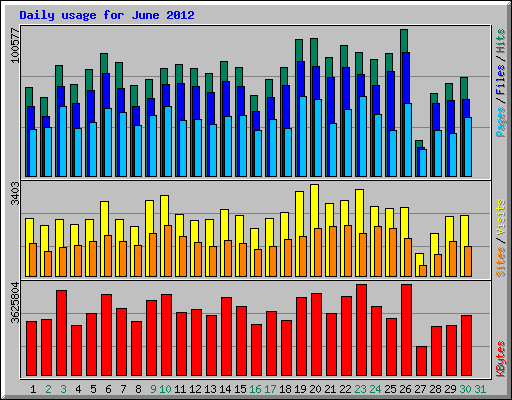 Daily usage for June 2012
100577
Pages / Files / Hits
3403
Sites / Visits
3625804
KBytes
1 2 3 4 5 6 7 8 9 10 11 12 13 14 15 16 17 18 19 20 21 22 23 24 25 26 27 28 29 30 31